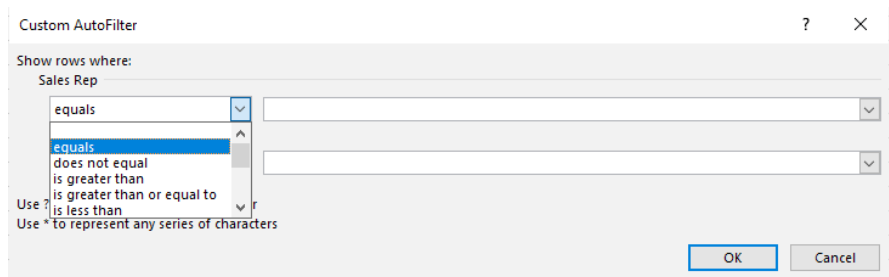 Custom AutoFilter ?
Show rows where:
Sales Rep
equals
equals
does not equal
is greater than
is greater than or equal to
is less than
Use ? r
Use * to represent any series of characters
OK Cancel